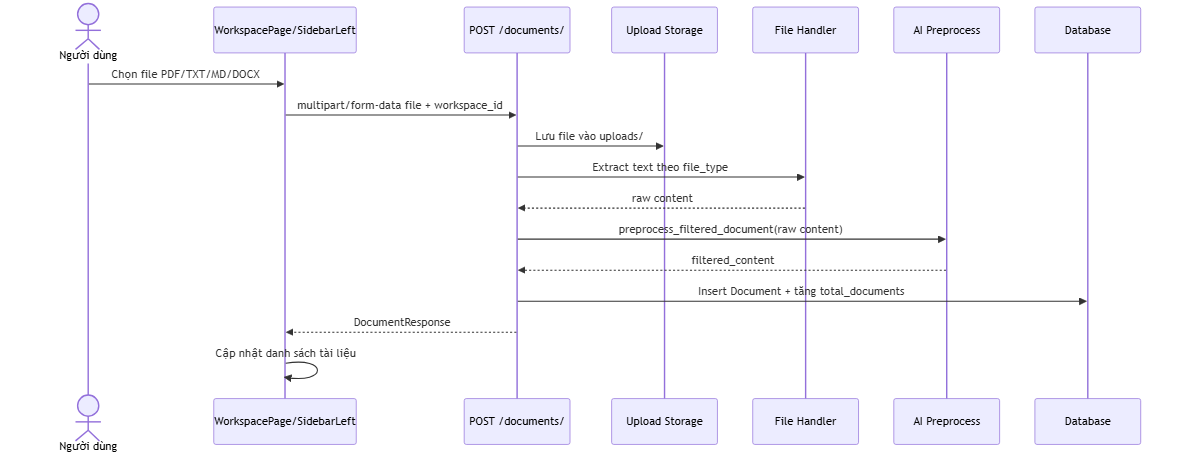 Người dùng
WorkspacePage/SidebarLeft
POST /documents/
Upload Storage
File Handler
AI Preprocess
Database
Chọn file PDF/TXT/MD/DOCX
multipart/form-data file + workspace_id
Lưu file vào uploads/
Extract text theo file_type
raw content
preprocess_filtered_document(raw content)
filtered_content
Insert Document + tăng total_documents
DocumentResponse
Cập nhật danh sách tài liệu
Người dùng
WorkspacePage/SidebarLeft
POST /documents/
Upload Storage
File Handler
AI Preprocess
Database